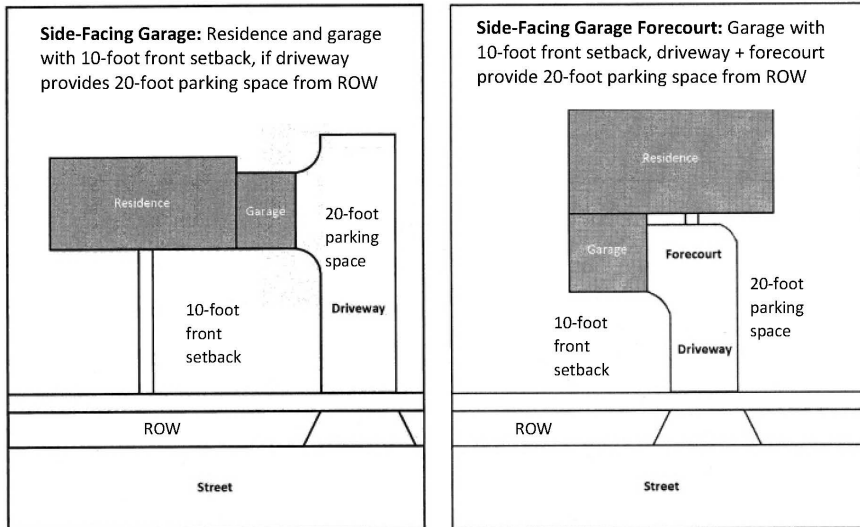 Side-Facing Garage: Residence and garage
with 10-foot front setback, if driveway
provides 20-foot parking space from ROW
Residence
Garage
20-foot
parking
space
10-foot
front
setback
Driveway
ROW
Street
Side-Facing Garage Forecourt: Garage with
10-foot front setback, driveway + forecourt
provide 20-foot parking space from ROW
Residence
Garage
Forecourt
20-foot
parking
space
10-foot
front
setback
Driveway
ROW
Street